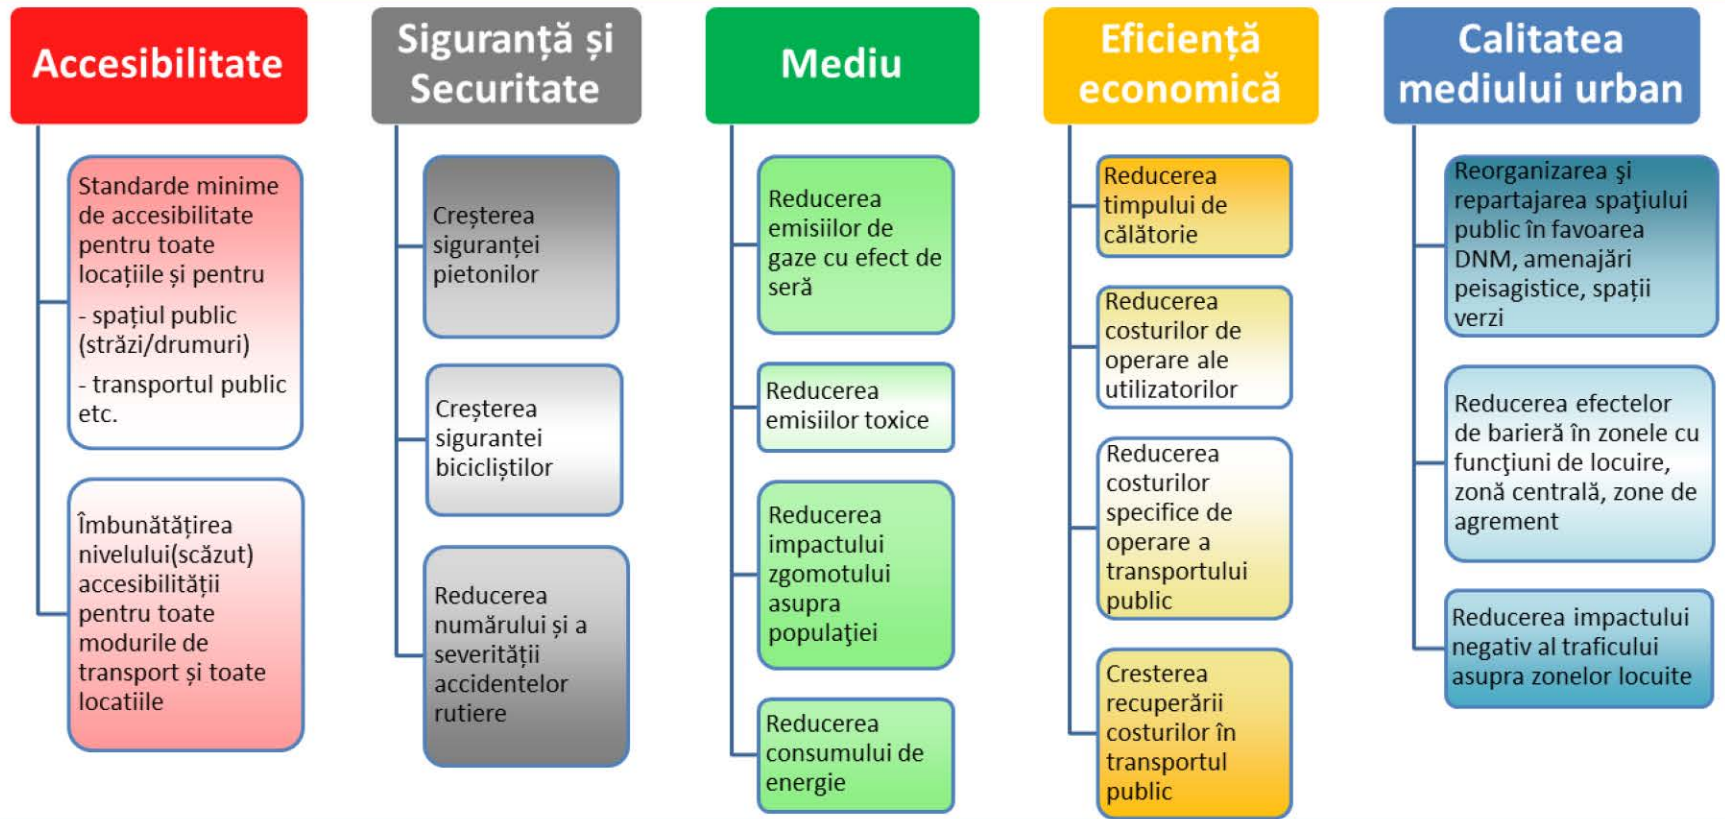 Accesibilitate
Standarde minime
de accesibilitate
pentru toate
locațiile și pentru
- spațiul public
(străzi/drumuri)
- transportul public
etc.
Îmbunătățirea
nivelului(scăzut)
accesibilității
pentru toate
modurile de
transport și toate
locatiile
Siguranță și
Securitate
Creșterea
siguranței
pietonilor
Creșterea
sigurantei
bicicliștilor
Reducerea
numărului și a
severității
accidentelor
rutiere
Mediu
Reducerea
emisiilor de
gaze cu efect de
seră
Reducerea
emisiilor toxice
Reducerea
impactului
zgomotului
asupra
populaţiei
Reducerea
consumului de
energie
Eficiență
economică
Reducerea
timpului de
călătorie
Reducerea
costurilor de
operare ale
utilizatorilor
Reducerea
costurilor
specifice de
operare a
transportului
public
Cresterea
recuperării
costurilor în
transportul
public
Calitatea
mediului urban
Reorganizarea şi
repartajarea spaţiului
public în favoarea
DNM, amenajări
peisagistice, spații
verzi
Reducerea efectelor
de barieră în zonele cu
funcţiuni de locuire,
zonă centrală, zone de
agrement
Reducerea impactului
negativ al traficului
asupra zonelor locuite